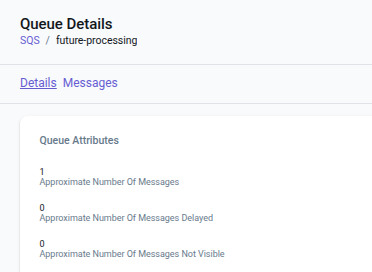 Queue Details
SQS / future-processing
Details Messages
Queue Attributes
1
Approximate Number Of Messages
0
Approximate Number Of Messages Delayed
0
Approximate Number Of Messages Not Visible